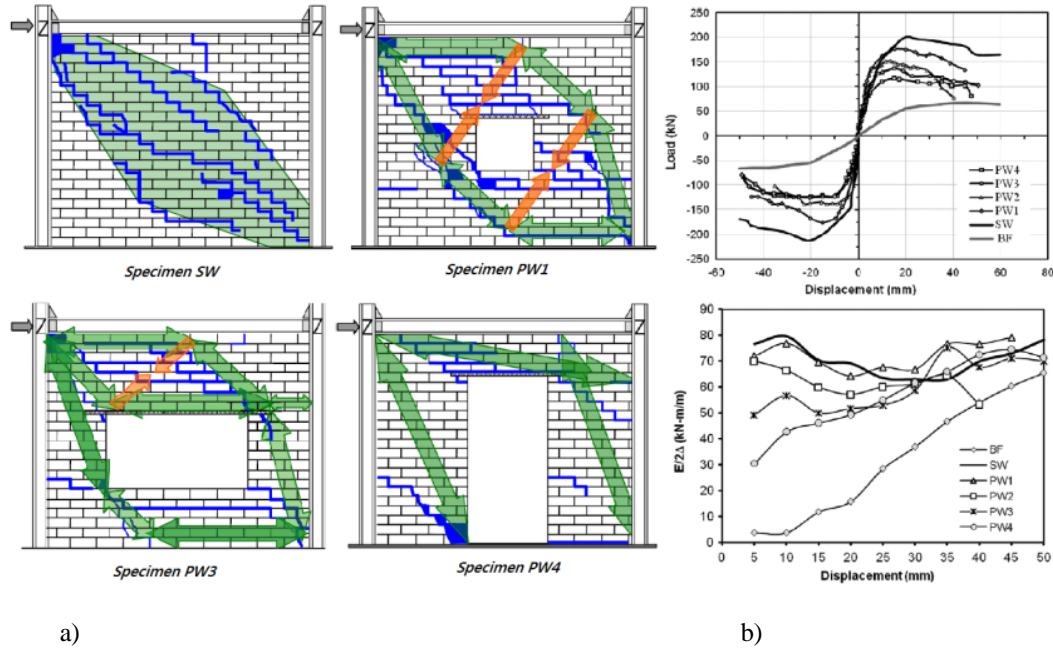 Specimen SW
Specimen PW1
Specimen PW3
Specimen PW4
a)
250
200
150
100
50
0
-50
-100
-150
-200
-250
Load (kN)
-60 -40 -20 0 20 40 60
Displacement (mm)
PW4
PW3
PW2
PW1
SW
BF
90
80
70
60
50
40
30
20
10
0
E/2Δ (kN-m/m)
0 5 10 15 20 25 30 35 40 45 50
Displacement (mm)
BF
SW
PW1
PW2
PW3
PW4
b)